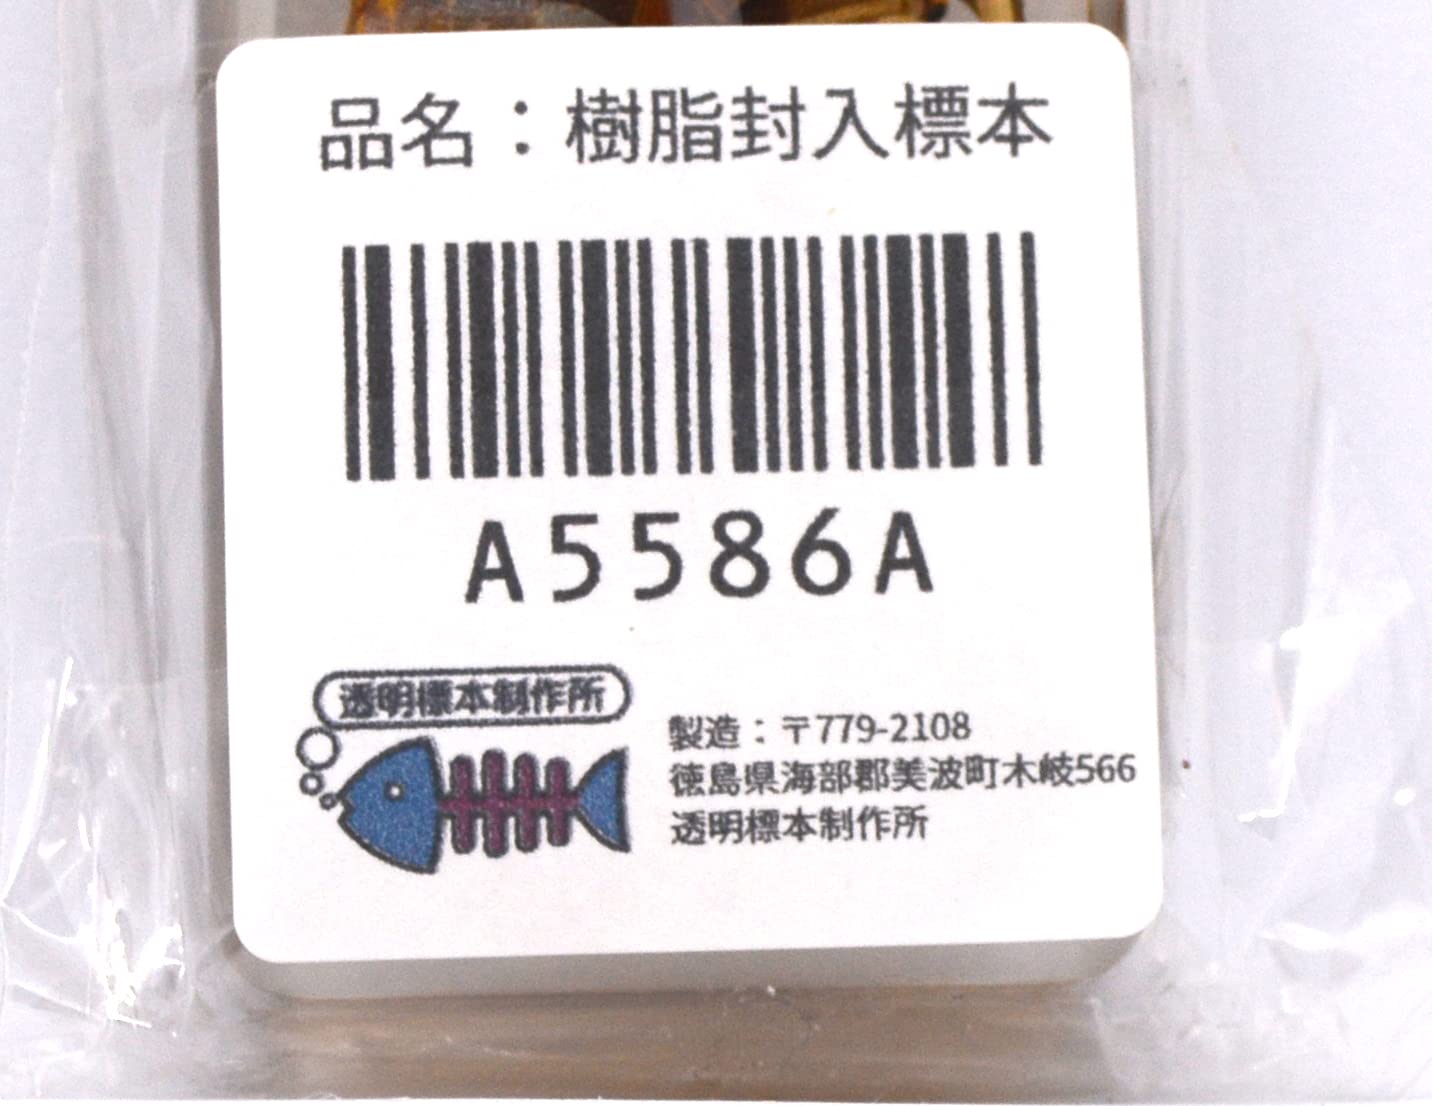 品名：樹脂封入標本
A5586A
透明標本制作所
製造：〒779-2108
徳島県海部郡美波町木岐566
透明標本制作所